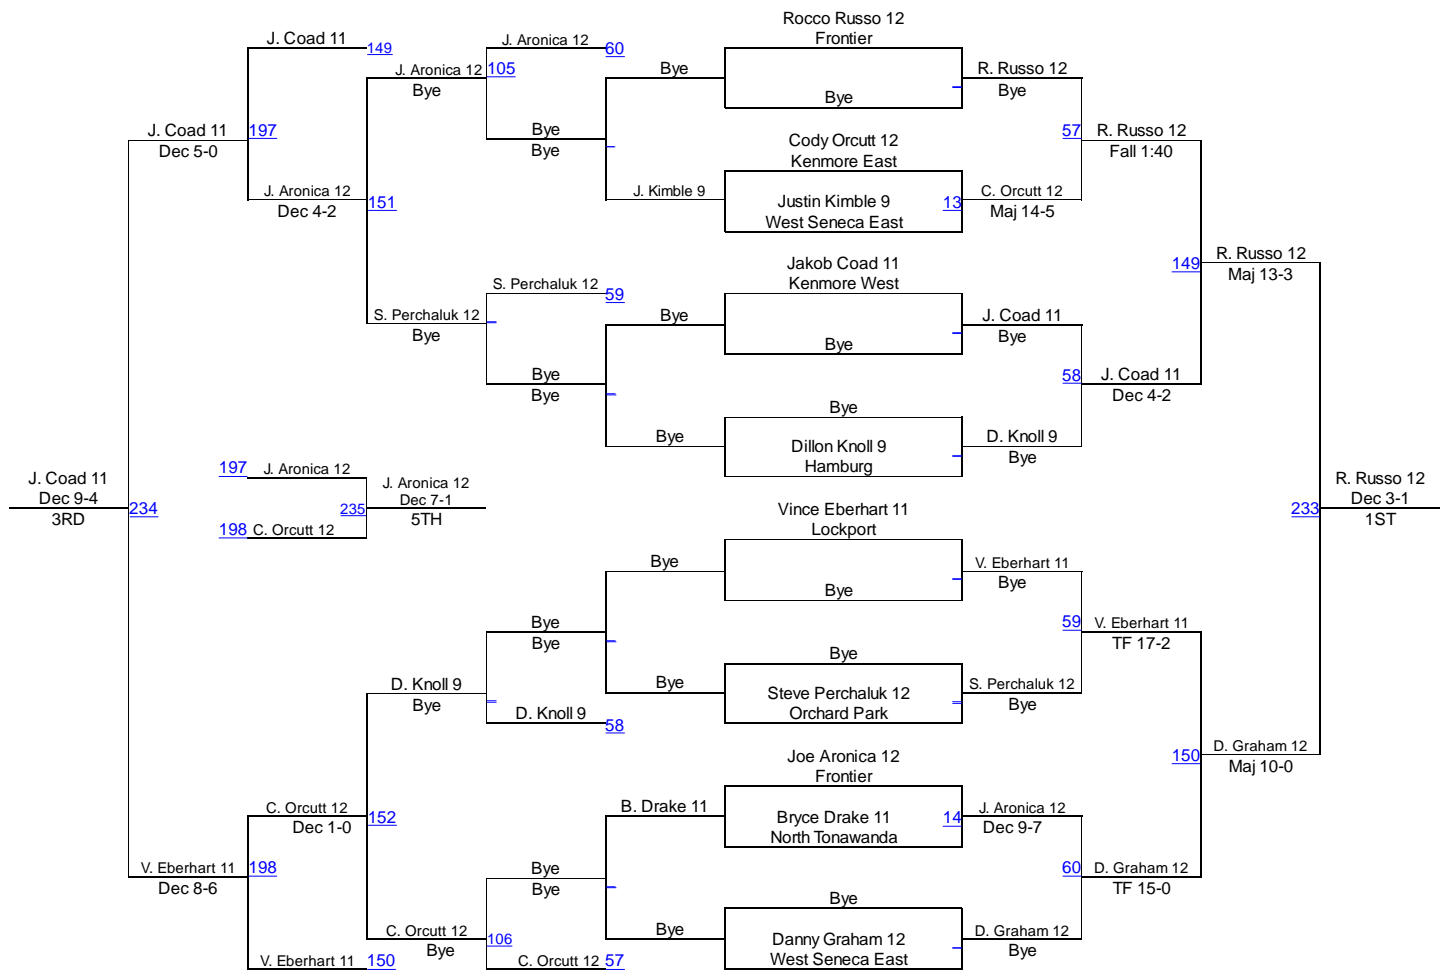 Rocco Russo 12
Frontier
Bye
Cody Orcutt 12
Kenmore East
Justin Kimble 9
West Seneca East
13
Jakob Coad 11
Kenmore West
Bye
Bye
Dillon Knoll 9
Hamburg
Vince Eberhart 11
Lockport
Bye
Bye
Steve Perchaluk 12
Orchard Park
Joe Aronica 12
Frontier
Bryce Drake 11
North Tonawanda
14
Bye
Danny Graham 12
West Seneca East
R. Russo 12
Bye
57
C. Orcutt 12
Maj 14-5
J. Coad 11
Bye
58
D. Knoll 9
Bye
V. Eberhart 11
Bye
59
S. Perchaluk 12
Bye
J. Aronica 12
Dec 9-7
60
D. Graham 12
Bye
R. Russo 12
Fall 1:40
149
J. Coad 11
Dec 4-2
V. Eberhart 11
TF 17-2
150
D. Graham 12
TF 15-0
R. Russo 12
Maj 13-3
233
D. Graham 12
Maj 10-0
R. Russo 12
Dec 3-1
1ST
Bye
J. Kimble 9
Bye
Bye
Bye
Bye
B. Drake 11
Bye
J. Aronica 12
60
Bye
Bye
S. Perchaluk 12
59
Bye
Bye
Bye
Bye
D. Knoll 9
58
Bye
Bye
C. Orcutt 12
57
J. Aronica 12
105
Bye
S. Perchaluk 12
Bye
D. Knoll 9
Bye
C. Orcutt 12
106
Bye
J. Coad 11
149
J. Aronica 12
151
Dec 4-2
C. Orcutt 12
152
Dec 1-0
V. Eberhart 11
150
J. Coad 11
197
Dec 5-0
V. Eberhart 11
198
Dec 8-6
J. Coad 11
Dec 9-4
234
3RD
197
J. Aronica 12
198
C. Orcutt 12
235
J. Aronica 12
Dec 7-1
5TH